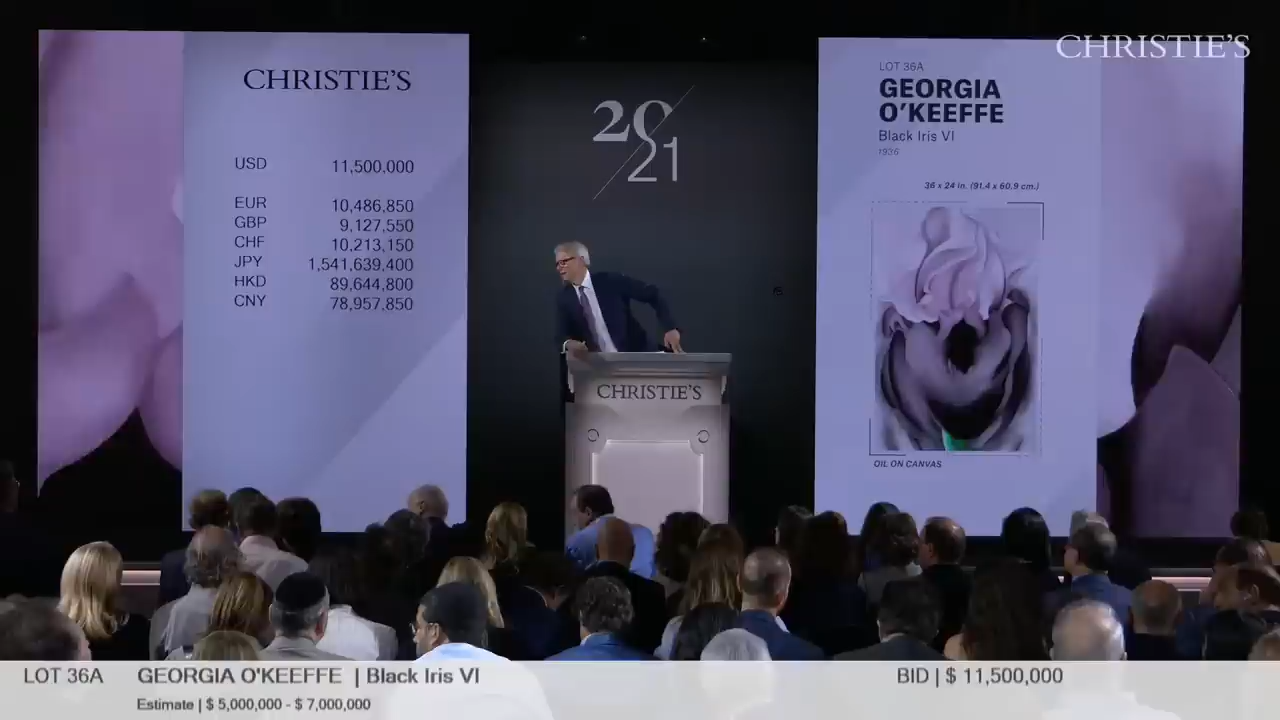 CHRISTIE'S
USD 11,500,000
EUR 10,486,850
GBP 9,127,550
CHF 10,213,150
JPY 1,541,639,400
HKD 89,644,800
CNY 78,957,850
20/21
CHRISTIE'S
CHRISTIE'S
LOT 36A
GEORGIA
O'KEEFFE
Black Iris VI
1936
36 x 24 in. (91.4 x 60.9 cm.)
OIL ON CANVAS
LOT 36A GEORGIA O'KEEFFE | Black Iris VI BID | $ 11,500,000
Estimate | $ 5,000,000 - $ 7,000,000